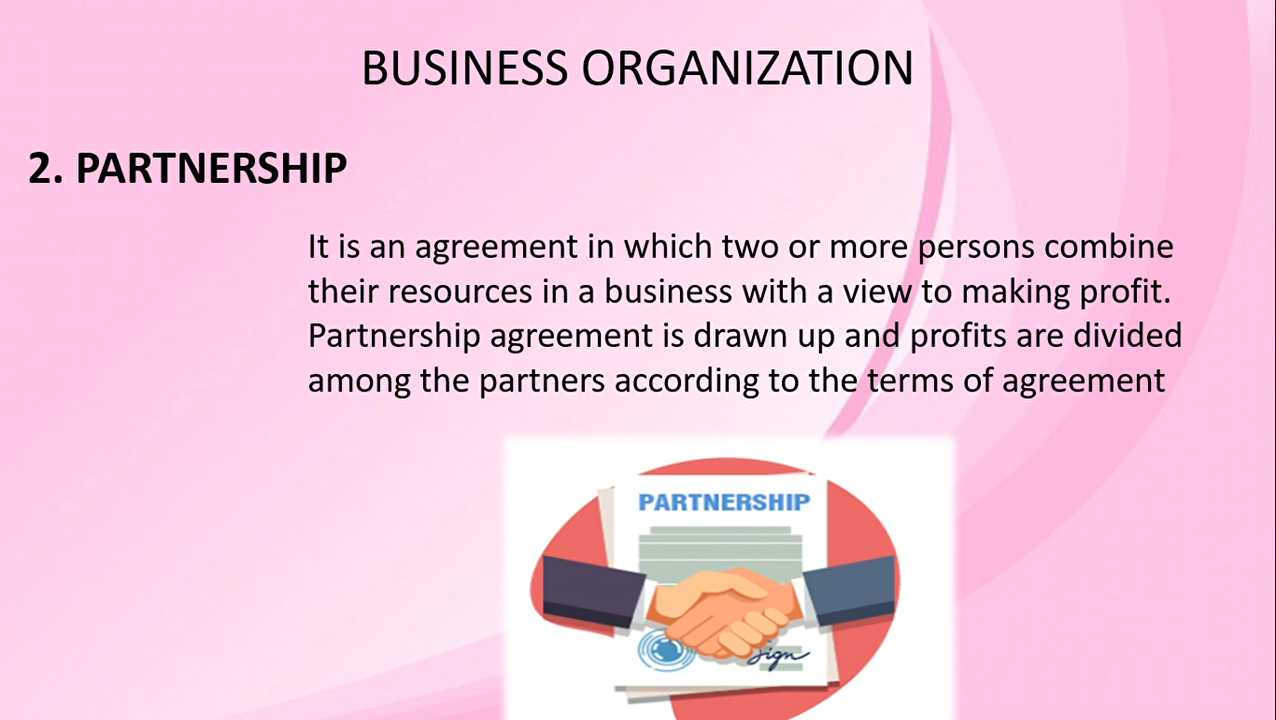 BUSINESS ORGANIZATION
2. PARTNERSHIP
It is an agreement in which two or more persons combine
their resources in a business with a view to making profit.
Partnership agreement is drawn up and profits are divided
among the partners according to the terms of agreement
PARTNERSHIP
sign